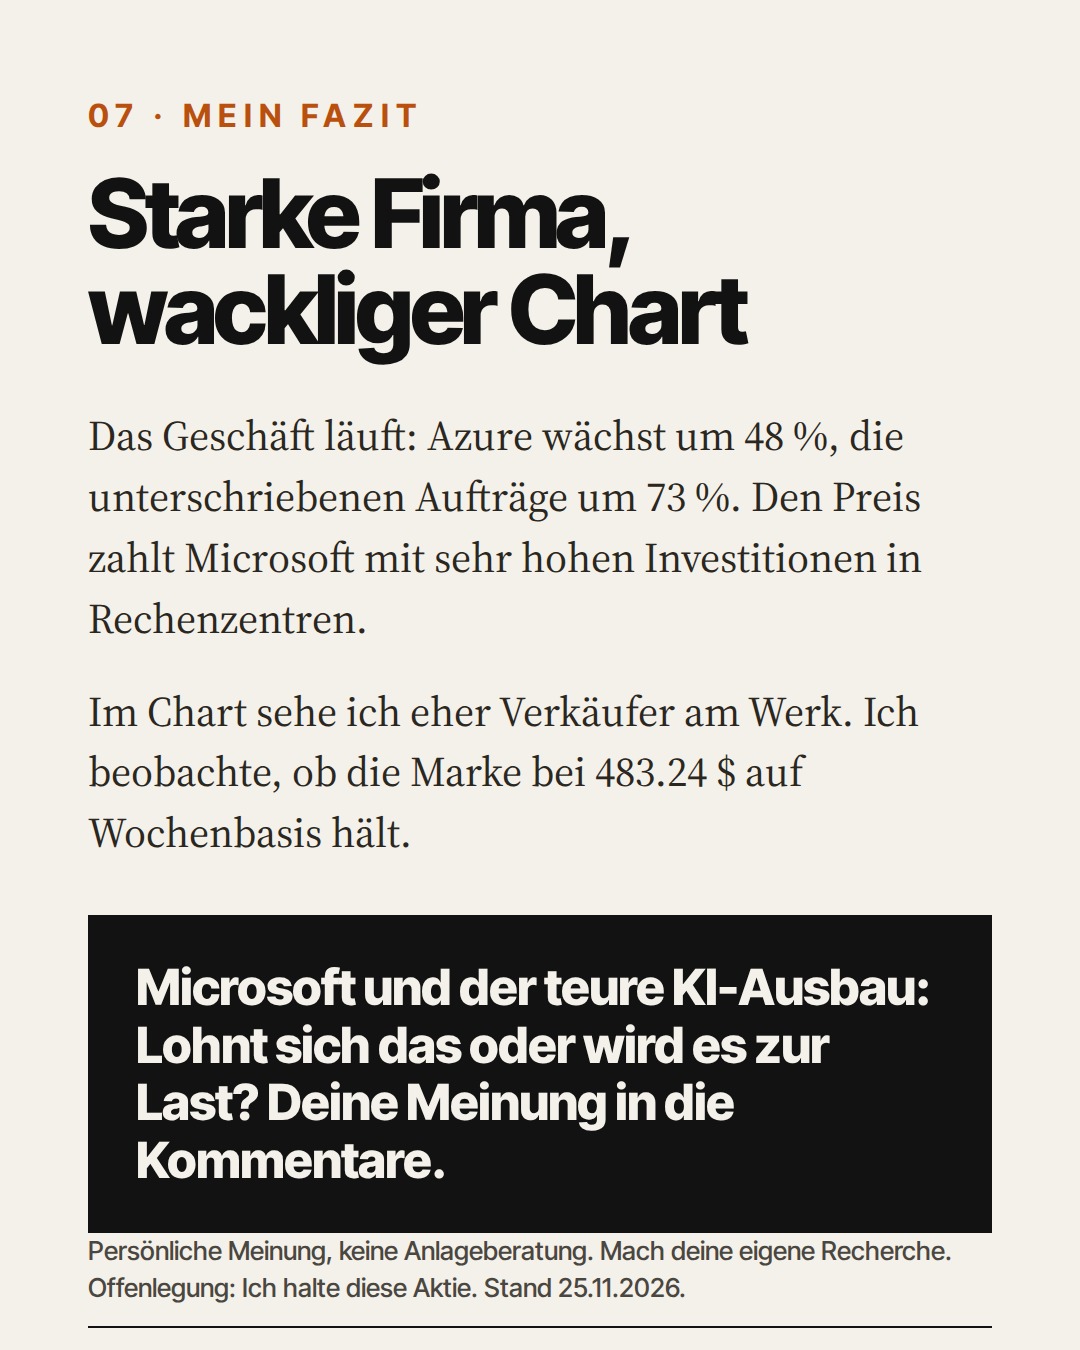 07 · MEIN FAZIT
Starke Firma,
wackliger Chart
Das Geschäft läuft: Azure wächst um 48 %, die
unterschriebenen Aufträge um 73 %. Den Preis
zahlt Microsoft mit sehr hohen Investitionen in
Rechenzentren.
Im Chart sehe ich eher Verkäufer am Werk. Ich
beobachte, ob die Marke bei 483.24 $ auf
Wochenbasis hält.
Microsoft und der teure KI-Ausbau:
Lohnt sich das oder wird es zur
Last? Deine Meinung in die
Kommentare.
Persönliche Meinung, keine Anlageberatung. Mach deine eigene Recherche.
Offenlegung: Ich halte diese Aktie. Stand 25.11.2026.